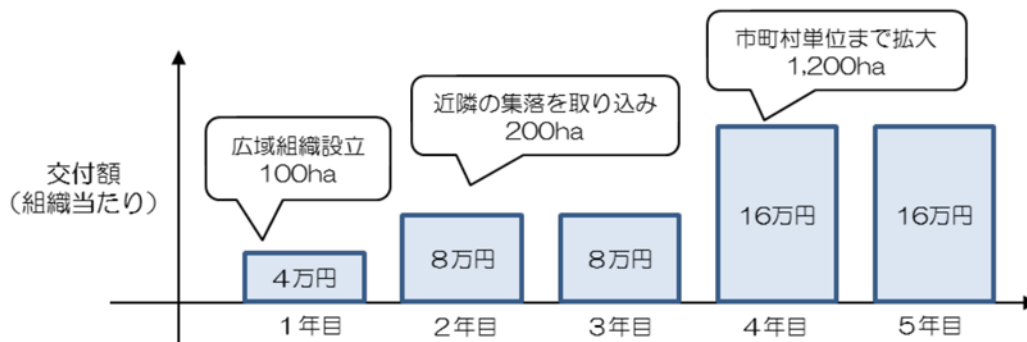 市町村単位まで拡大
1,200ha
近隣の集落を取り込み
200ha
広域組織設立
100ha
交付額
（組織当たり）
4万円
8万円
8万円
16万円
16万円
1年目
2年目
3年目
4年目
5年目